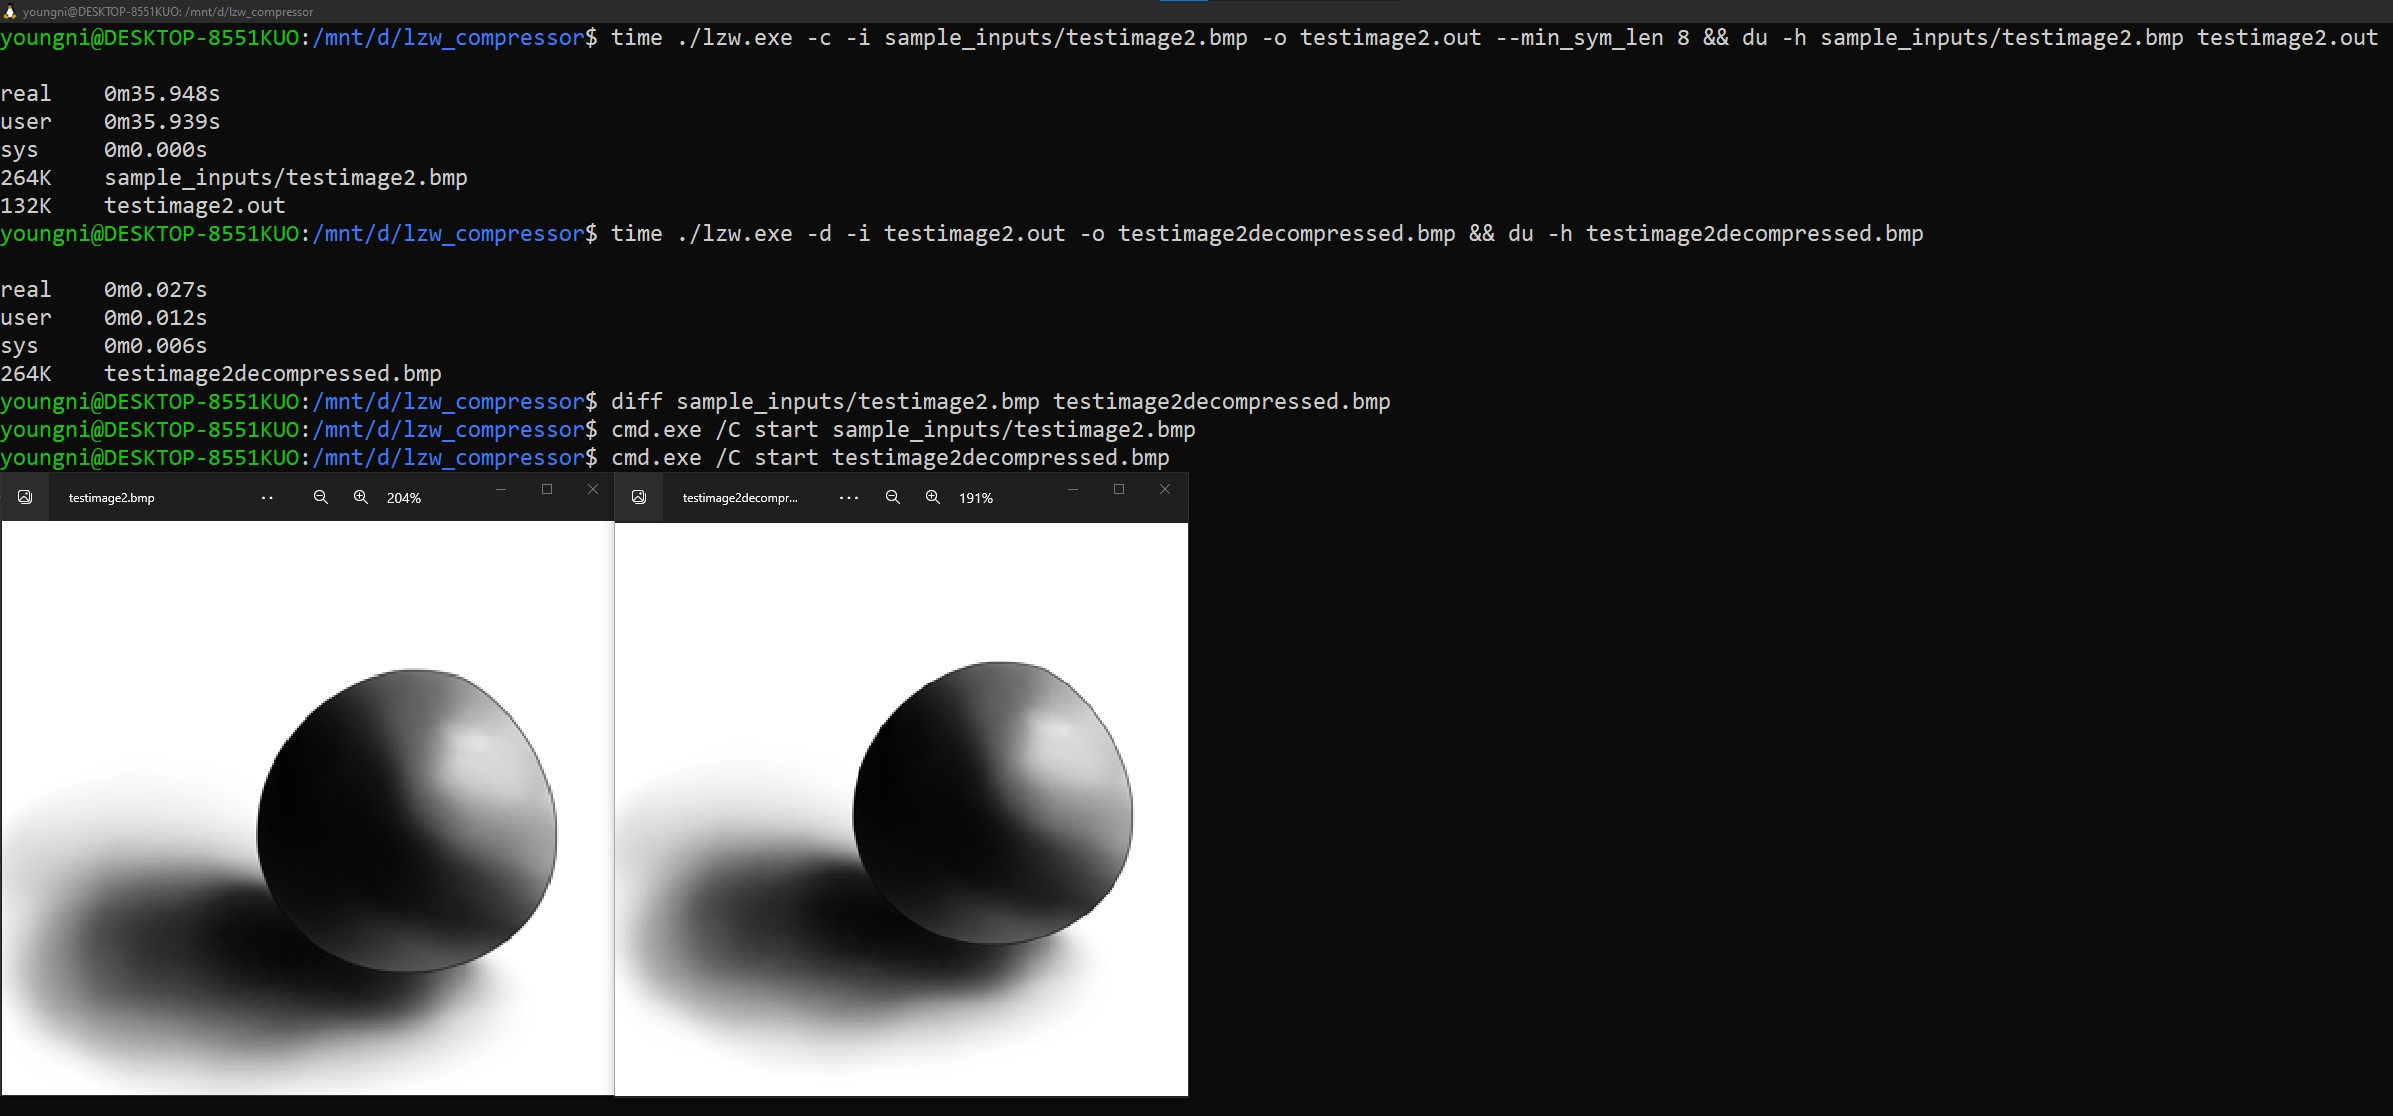 youngni@DESKTOP-8551KUO: /mnt/d/lzw_compressor
youngni@DESKTOP-8551KUO:/mnt/d/lzw_compressor$ time ./lzw.exe -c -i sample_inputs/testimage2.bmp -o testimage2.out --min_sym_len 8 && du -h sample_inputs/testimage2.bmp testimage2.out
real 0m35.948s
user 0m35.939s
sys 0m0.000s
264K sample_inputs/testimage2.bmp
132K testimage2.out
youngni@DESKTOP-8551KUO:/mnt/d/lzw_compressor$ time ./lzw.exe -d -i testimage2.out -o testimage2decompressed.bmp && du -h testimage2decompressed.bmp
real 0m0.027s
user 0m0.012s
sys 0m0.006s
264K testimage2decompressed.bmp
youngni@DESKTOP-8551KUO:/mnt/d/lzw_compressor$ diff sample_inputs/testimage2.bmp testimage2decompressed.bmp
youngni@DESKTOP-8551KUO:/mnt/d/lzw_compressor$ cmd.exe /C start sample_inputs/testimage2.bmp
youngni@DESKTOP-8551KUO:/mnt/d/lzw_compressor$ cmd.exe /C start testimage2decompressed.bmp
testimage2.bmp 204%
testimage2decompr... 191%